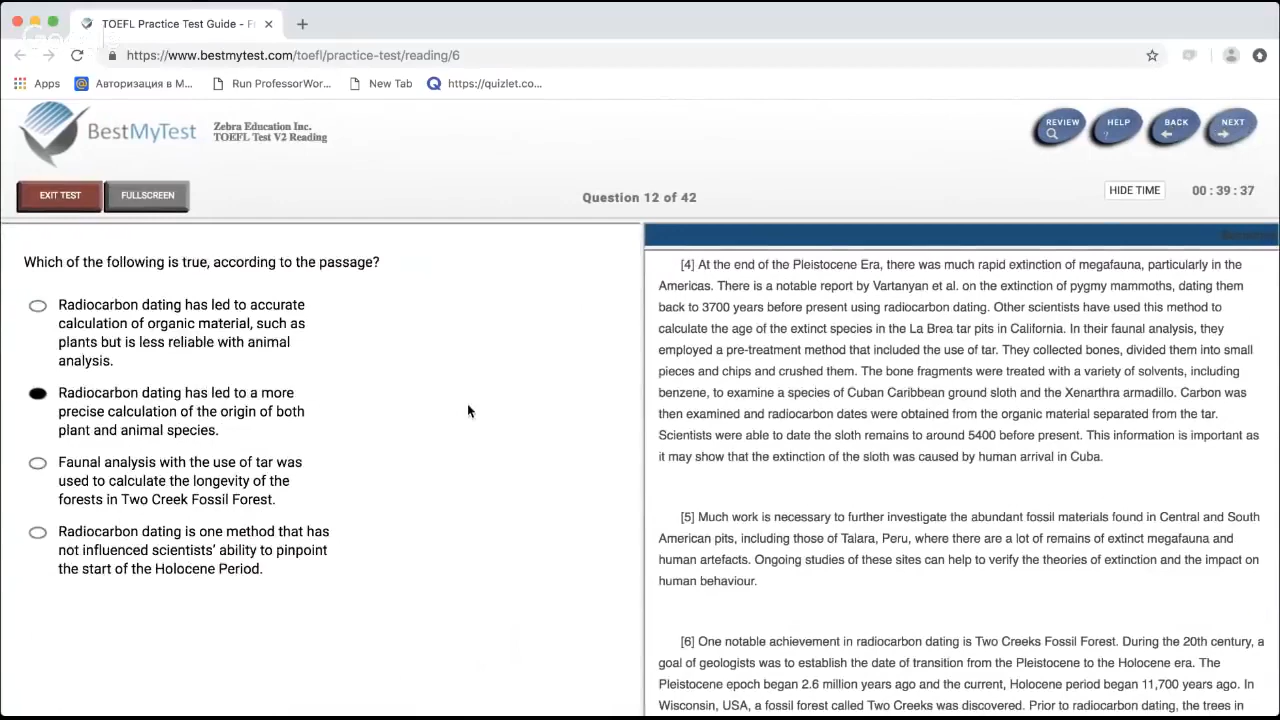 TOEFL Practice Test Guide - Fr
https://www.bestmytest.com/toefl/practice-test/reading/6
Apps
Авторизация в M...
Run ProfessorWor...
New Tab
https://quizlet.co...
BestMyTest
Zebra Education Inc.
TOEFL Test V2 Reading
REVIEW
HELP
?
BACK
NEXT
EXIT TEST
FULLSCREEN
Question 12 of 42
HIDE TIME
00 : 39 : 37
Which of the following is true, according to the passage?
Radiocarbon dating has led to accurate
calculation of organic material, such as
plants but is less reliable with animal
analysis.
Radiocarbon dating has led to a more
precise calculation of the origin of both
plant and animal species.
Faunal analysis with the use of tar was
used to calculate the longevity of the
forests in Two Creek Fossil Forest.
Radiocarbon dating is one method that has
not influenced scientists' ability to pinpoint
the start of the Holocene Period.
[4] At the end of the Pleistocene Era, there was much rapid extinction of megafauna, particularly in the
Americas. There is a notable report by Vartanyan et al. on the extinction of pygmy mammoths, dating them
back to 3700 years before present using radiocarbon dating. Other scientists have used this method to
calculate the age of the extinct species in the La Brea tar pits in California. In their faunal analysis, they
employed a pre-treatment method that included the use of tar. They collected bones, divided them into small
pieces and chips and crushed them. The bone fragments were treated with a variety of solvents, including
benzene, to examine a species of Cuban Caribbean ground sloth and the Xenarthra armadillo. Carbon was
then examined and radiocarbon dates were obtained from the organic material separated from the tar.
Scientists were able to date the sloth remains to around 5400 before present. This information is important as
it may show that the extinction of the sloth was caused by human arrival in Cuba.
[5] Much work is necessary to further investigate the abundant fossil materials found in Central and South
American pits, including those of Talara, Peru, where there are a lot of remains of extinct megafauna and
human artefacts. Ongoing studies of these sites can help to verify the theories of extinction and the impact on
human behaviour.
[6] One notable achievement in radiocarbon dating is Two Creeks Fossil Forest. During the 20th century, a
goal of geologists was to establish the date of transition from the Pleistocene to the Holocene era. The
Pleistocene epoch began 2.6 million years ago and the current, Holocene period began 11,700 years ago. In
Wisconsin, USA, a fossil forest called Two Creeks was discovered. Prior to radiocarbon dating, the trees in